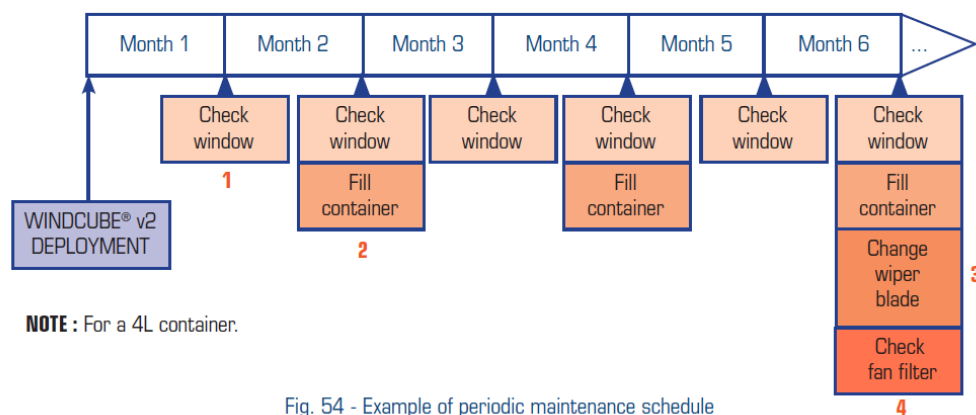 Month 1
Month 2
Month 3
Month 4
Month 5
Month 6
...
Check
window
Check
window
Check
window
Check
window
Check
window
Check
window
1
Fill
container
Fill
container
Fill
container
2
WINDCUBE® v2
DEPLOYMENT
Change
wiper
blade
3
NOTE : For a 4L container.
Check
fan filter
4
Fig. 54 - Example of periodic maintenance schedule